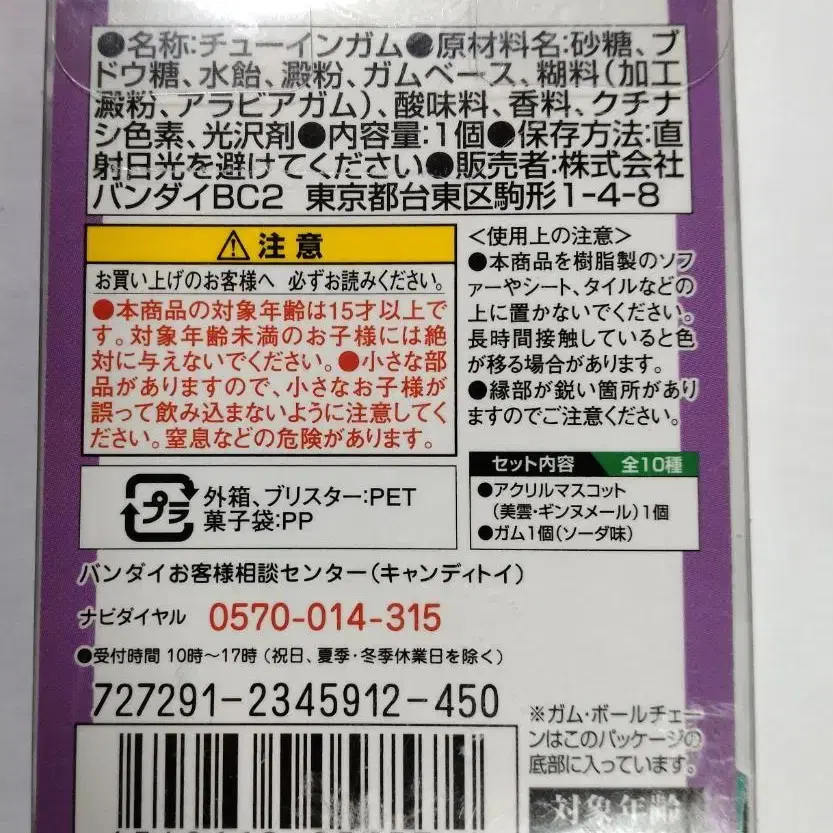 ●名称:チューインガム●原材料名:砂糖、ブ
ドウ糖、水飴、澱粉、ガムベース、糊料(加工
澱粉、アラビアガム)、酸味料、香料、クチナ
シ色素、光沢剤●内容量:1個●保存方法:直
射日光を避けてください●販売者:株式会社
バンダイBC2 東京都台東区駒形1-4-8
注意
お買い上げのお客様へ 必ずお読みください。
●本商品の対象年齢は15才以上で
す。対象年齢未満のお子様には絶
対に与えないでください。●小さな部
品がありますので、小さなお子様が
誤って飲み込まないように注意してく
ださい。窒息などの危険があります。
<使用上の注意>
●本商品を樹脂製のソフ
ァーやシート、タイルなどの
上に置かないでください。
長時間接触していると色
が移る場合があります。
●縁部が鋭い箇所があり
ますのでご注意ください。
セット内容 全10種
●アクリルマスコット
(美雲・ギンヌメール)1個
●ガム1個(ソーダ味)
プラ
外箱、ブリスター:PET
菓子袋:PP
バンダイお客様相談センター(キャンディトイ)
ナビダイヤル 0570-014-315
●受付時間 10時〜17時(祝日、夏季・冬季休業日を除く)
727291-2345912-450
※ガム・ボールチェー
ンはこのパッケージの
底部に入っています。
対象年齢